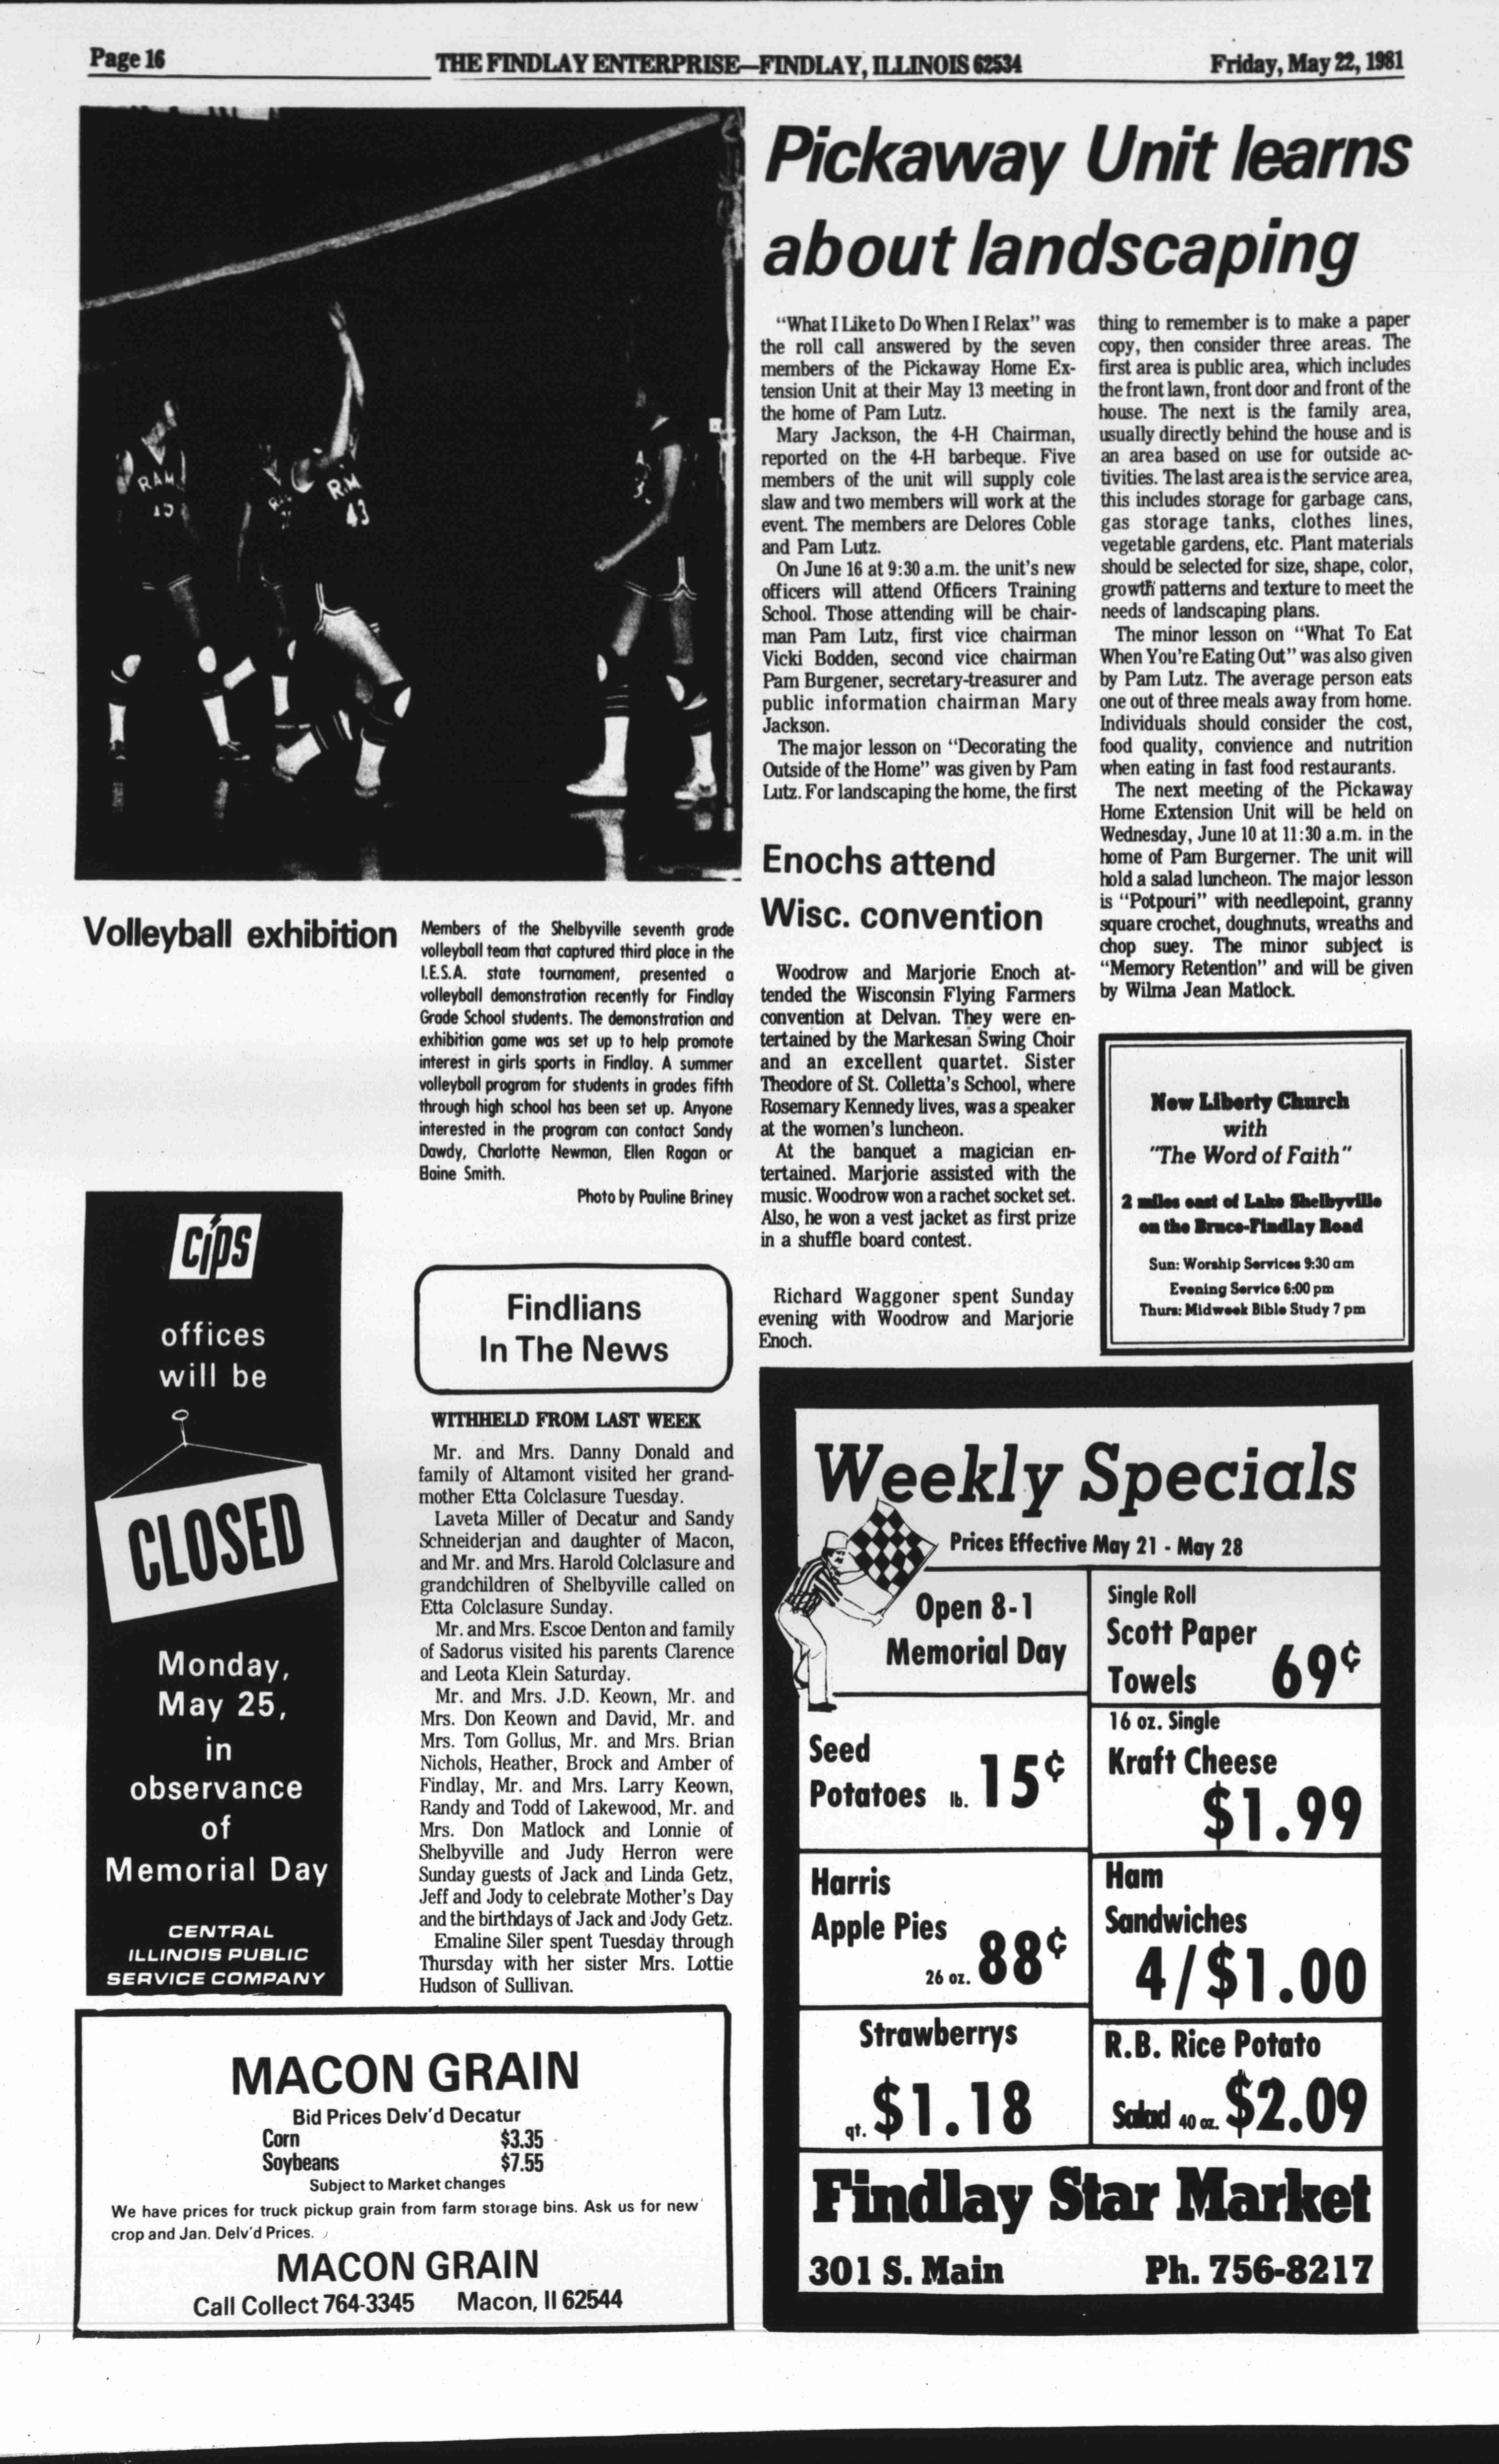 Page 16
THE FINDLAY ENTERPRISE—FINDLAY, ILLINOIS 62534
Friday, May 22, 1981
RAM
43
Volleyball exhibition
Members of the Shelbyville seventh grade
volleyball team that captured third place in the
I.E.S.A. state tournament, presented a
volleyball demonstration recently for Findlay
Grade School students. The demonstration and
exhibition game was set up to help promote
interest in girls sports in Findlay. A summer
volleyball program for students in grades fifth
through high school has been set up. Anyone
interested in the program can contact Sandy
Dawdy, Charlotte Newman, Ellen Ragan or
Elaine Smith.
Photo by Pauline Briney
Pickaway Unit learns
about landscaping
"What I Like to Do When I Relax" was
the roll call answered by the seven
members of the Pickaway Home Ex-
tension Unit at their May 13 meeting in
the home of Pam Lutz.
Mary Jackson, the 4-H Chairman,
reported on the 4-H barbeque. Five
members of the unit will supply cole
slaw and two members will work at the
event. The members are Delores Coble
and Pam Lutz.
On June 16 at 9:30 a.m. the unit's new
officers will attend Officers Training
School. Those attending will be chair-
man Pam Lutz, first vice chairman
Vicki Bodden, second vice chairman
Pam Burgener, secretary-treasurer and
public information chairman Mary
Jackson.
The major lesson on "Decorating the
Outside of the Home" was given by Pam
Lutz. For landscaping the home, the first
thing to remember is to make a paper
copy, then consider three areas. The
first area is public area, which includes
the front lawn, front door and front of the
house. The next is the family area,
usually directly behind the house and is
an area based on use for outside ac-
tivities. The last area is the service area,
this includes storage for garbage cans,
gas storage tanks, clothes lines,
vegetable gardens, etc. Plant materials
should be selected for size, shape, color,
growth patterns and texture to meet the
needs of landscaping plans.
The minor lesson on "What To Eat
When You're Eating Out" was also given
by Pam Lutz. The average person eats
one out of three meals away from home.
Individuals should consider the cost,
food quality, convience and nutrition
when eating in fast food restaurants.
The next meeting of the Pickaway
Home Extension Unit will be held on
Wednesday, June 10 at 11:30 a.m. in the
home of Pam Burgerner. The unit will
hold a salad luncheon. The major lesson
is "Potpouri" with needlepoint, granny
square crochet, doughnuts, wreaths and
chop suey. The minor subject is
"Memory Retention" and will be given
by Wilma Jean Matlock.
Enochs attend
Wisc. convention
Woodrow and Marjorie Enoch at-
tended the Wisconsin Flying Farmers
convention at Delvan. They were en-
tertained by the Markesan Swing Choir
and an excellent quartet. Sister
Theodore of St. Colletta's School, where
Rosemary Kennedy lives, was a speaker
at the women's luncheon.
At the banquet a magician en-
tertained. Marjorie assisted with the
music. Woodrow won a rachet socket set.
Also, he won a vest jacket as first prize
in a shuffle board contest.
Richard Waggoner spent Sunday
evening with Woodrow and Marjorie
Enoch.
New Liberty Church
with
"The Word of Faith"
2 miles east of Lake Shelbyville
on the Bruce-Findlay Road
Sun: Worship Services 9:30 am
Evening Service 6:00 pm
Thurs: Midweek Bible Study 7 pm
cips
offices
will be
CLOSED
Monday,
May 25,
in
observance
of
Memorial Day
CENTRAL
ILLINOIS PUBLIC
SERVICE COMPANY
Findlians
In The News
WITHHELD FROM LAST WEEK
Mr. and Mrs. Danny Donald and
family of Altamont visited her grand-
mother Etta Colclasure Tuesday.
Laveta Miller of Decatur and Sandy
Schneiderjan and daughter of Macon,
and Mr. and Mrs. Harold Colclasure and
grandchildren of Shelbyville called on
Etta Colclasure Sunday.
Mr. and Mrs. Escoe Denton and family
of Sadorus visited his parents Clarence
and Leota Klein Saturday.
Mr. and Mrs. J.D. Keown, Mr. and
Mrs. Don Keown and David, Mr. and
Mrs. Tom Gollus, Mr. and Mrs. Brian
Nichols, Heather, Brock and Amber of
Findlay, Mr. and Mrs. Larry Keown,
Randy and Todd of Lakewood, Mr. and
Mrs. Don Matlock and Lonnie of
Shelbyville and Judy Herron were
Sunday guests of Jack and Linda Getz,
Jeff and Jody to celebrate Mother's Day
and the birthdays of Jack and Jody Getz.
Emaline Siler spent Tuesday through
Thursday with her sister Mrs. Lottie
Hudson of Sullivan.
MACON GRAIN
Bid Prices Delv'd Decatur
Corn $3.35
Soybeans $7.55
Subject to Market changes
We have prices for truck pickup grain from farm storage bins. Ask us for new
crop and Jan. Delv'd Prices.
MACON GRAIN
Call Collect 764-3345 Macon, Il 62544
Weekly Specials
Prices Effective May 21 - May 28
Open 8-1
Memorial Day
Single Roll
Scott Paper
Towels 69¢
Seed
Potatoes lb. 15¢
16 oz. Single
Kraft Cheese
$1.99
Harris
Apple Pies
26 oz. 88¢
Ham
Sandwiches
4/$1.00
Strawberrys
qt. $1.18
R.B. Rice Potato
Salad 40 oz. $2.09
Findlay Star Market
301 S. Main Ph. 756-8217